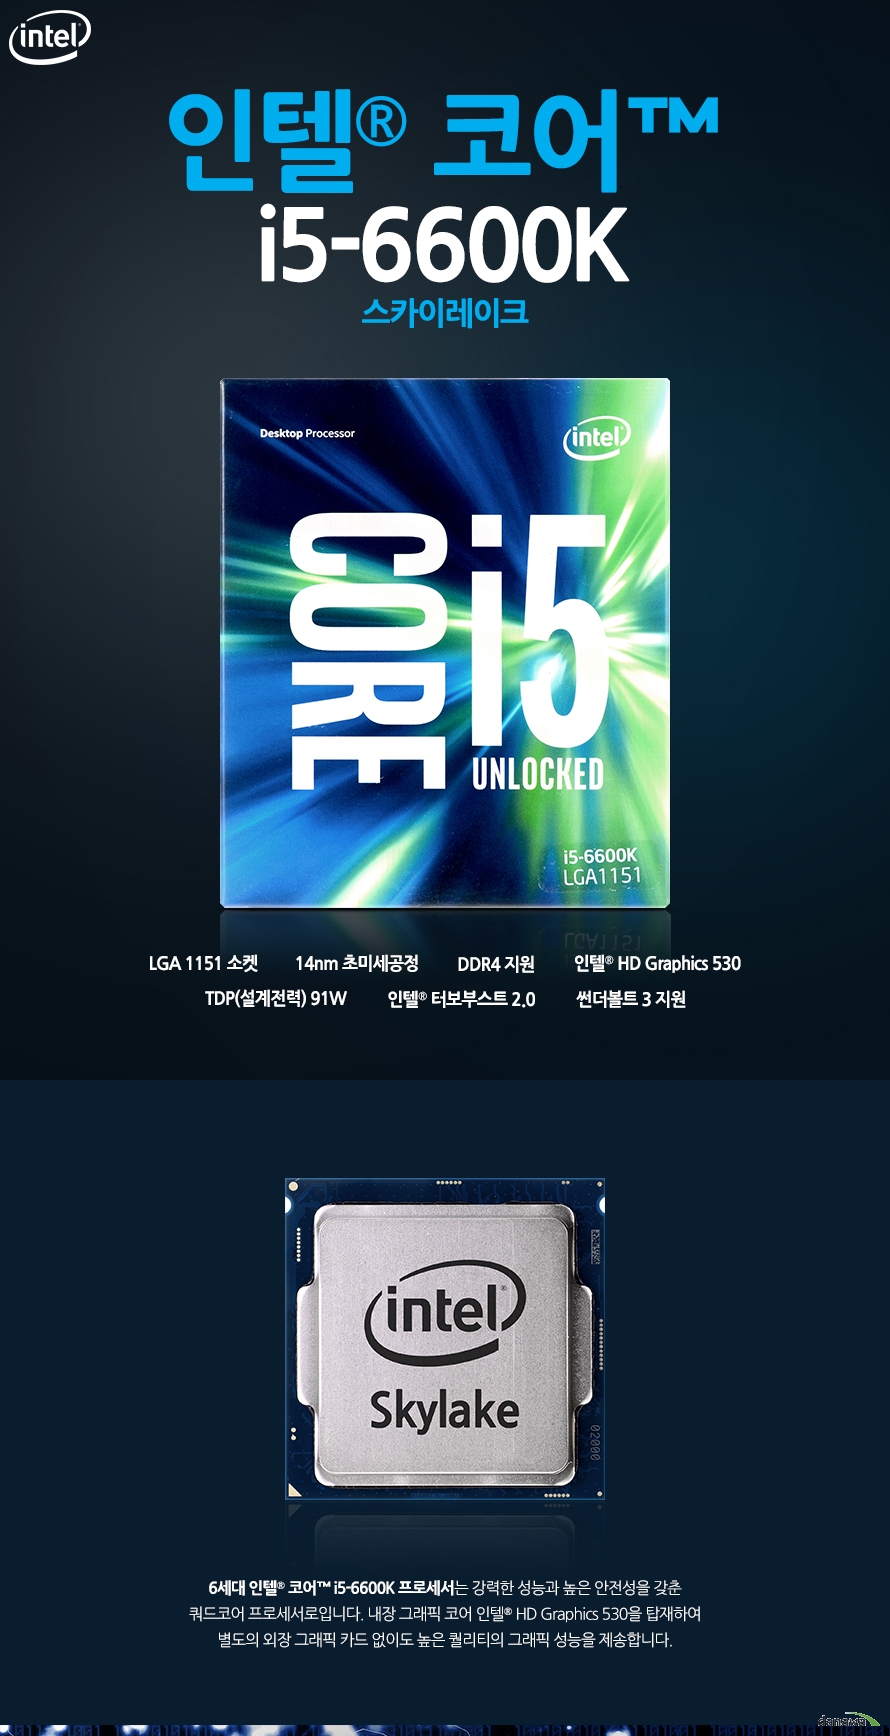 intel
인텔® 코어™
i5-6600K
스카이레이크
Desktop Processor
intel
CORE i5
UNLOCKED
i5-6600K
LGA1151
LGA 1151 소켓 14nm 초미세공정 DDR4 지원 인텔® HD Graphics 530
TDP(설계전력) 91W 인텔® 터보부스트 2.0 썬더볼트 3 지원
intel®
Skylake
02000
6세대 인텔® 코어™ i5-6600K 프로세서는 강력한 성능과 높은 안전성을 갖춘
쿼드코어 프로세서로입니다. 내장 그래픽 코어 인텔® HD Graphics 530을 탑재하여
별도의 외장 그래픽 카드 없이도 높은 퀄리티의 그래픽 성능을 제송합니다.
danawa